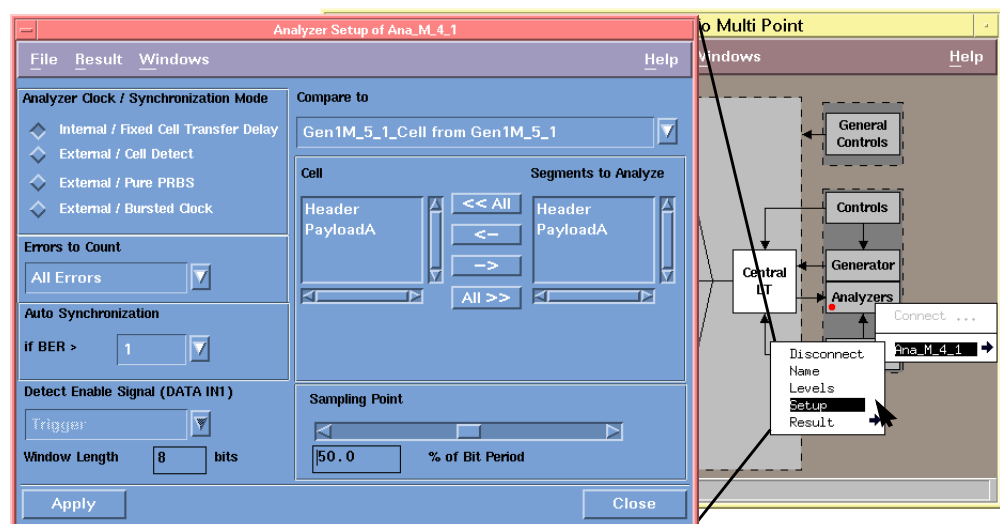 Analyzer Setup of Ana_M_4_1
File Result Windows Help
Analyzer Clock / Synchronization Mode
Internal / Fixed Cell Transfer Delay
External / Cell Detect
External / Pure PRBS
External / Bursted Clock
Errors to Count
All Errors
Auto Synchronization
if BER > 1
Detect Enable Signal (DATA IN1)
Trigger
Window Length 8 bits
Compare to
Gen1M_5_1_Cell from Gen1M_5_1
Cell
Header
PayloadA
<< All
<-
->
All >>
Segments to Analyze
Header
PayloadA
Sampling Point
50.0 % of Bit Period
Apply Close
o Multi Point
Windows Help
General
Controls
Controls
Central
LT
Generator
Analyzers
Connect ...
Ana_M_4_1
Disconnect
Name
Levels
Setup
Result